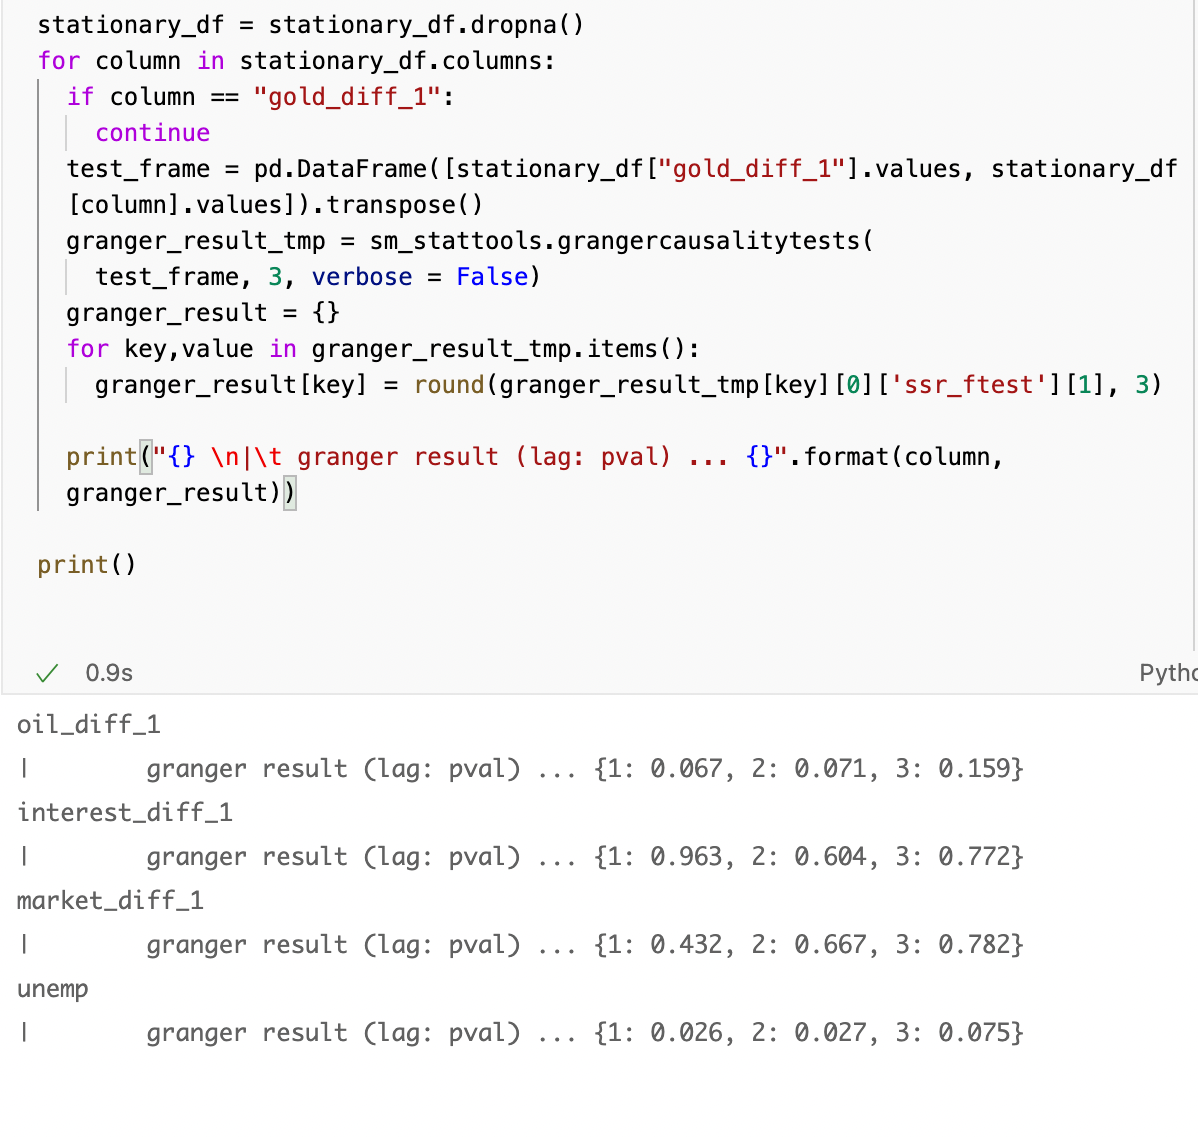 stationary_df = stationary_df.dropna()
for column in stationary_df.columns:
if column == "gold_diff_1":
continue
test_frame = pd.DataFrame([stationary_df["gold_diff_1"].values, stationary_df
[column].values]).transpose()
granger_result_tmp = sm_stattools.grangercausalitytests(
test_frame, 3, verbose = False)
granger_result = {}
for key,value in granger_result_tmp.items():
granger_result[key] = round(granger_result_tmp[key][0]['ssr_ftest'][1], 3)
print("{} \n|\t granger result (lag: pval) ... {}".format(column,
granger_result))
print()
0.9s
Pytho
oil_diff_1
| granger result (lag: pval) ... {1: 0.067, 2: 0.071, 3: 0.159}
interest_diff_1
| granger result (lag: pval) ... {1: 0.963, 2: 0.604, 3: 0.772}
market_diff_1
| granger result (lag: pval) ... {1: 0.432, 2: 0.667, 3: 0.782}
unemp
| granger result (lag: pval) ... {1: 0.026, 2: 0.027, 3: 0.075}